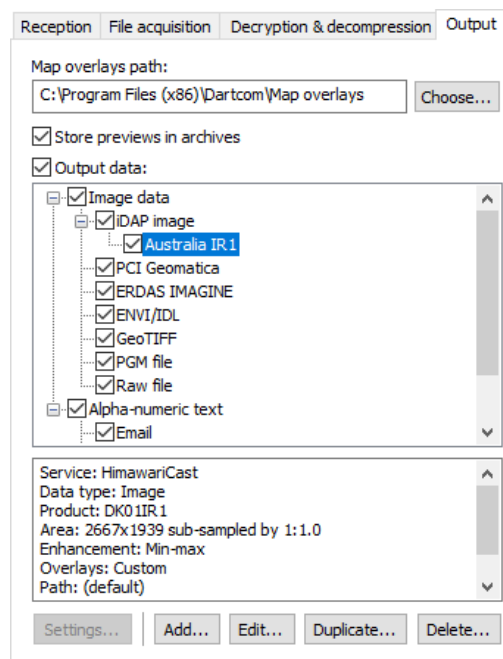 Reception File acquisition Decryption & decompression Output
Map overlays path:
C:\Program Files (x86)\Dartcom\Map overlays Choose...
Store previews in archives
Output data:
Image data
iDAP image
Australia IR1
PCI Geomatica
ERDAS IMAGINE
ENVI/IDL
GeoTIFF
PGM file
Raw file
Alpha-numeric text
Email
Service: HimawariCast
Data type: Image
Product: DK01IR1
Area: 2667x1939 sub-sampled by 1:1.0
Enhancement: Min-max
Overlays: Custom
Path: (default)
Settings... Add... Edit... Duplicate... Delete...